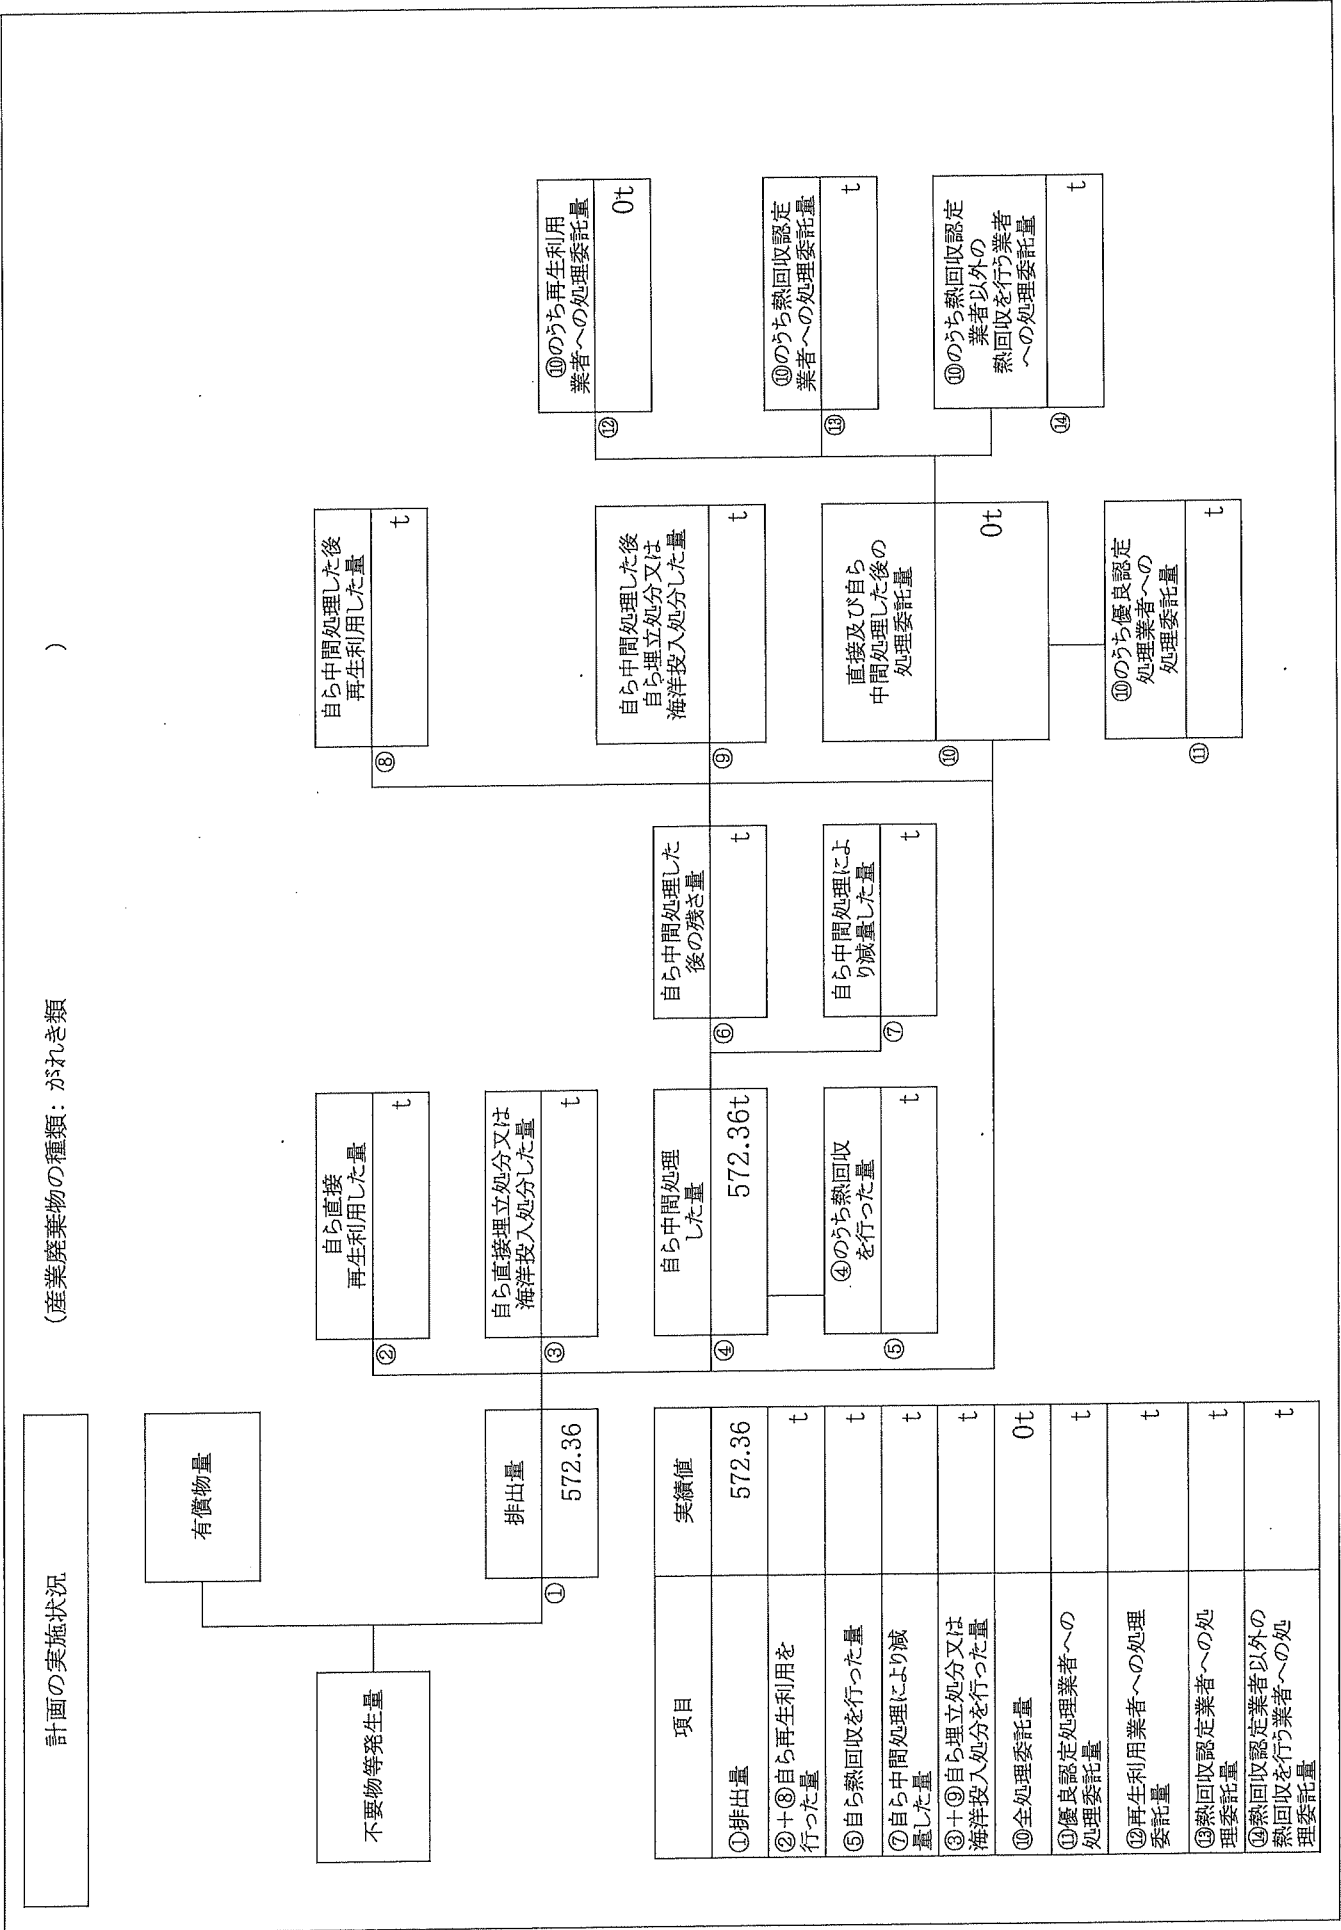 計画の実施状況
(産業廃棄物の種類: がれき類 )
不要物等発生量
有償物量
排出量
①
572.36
自ら直接
再生利用した量
②
t
自ら直接埋立処分又は
海洋投入処分した量
③
t
自ら中間処理
した量
④
572.36t
④のうち熱回収
を行った量
⑤
t
自ら中間処理した
後の残さ量
⑥
t
自ら中間処理によ
り減量した量
⑦
t
自ら中間処理した後
再生利用した量
⑧
t
自ら中間処理した後
自ら埋立処分又は
海洋投入処分した量
⑨
t
直接及び自ら
中間処理した後の
処理委託量
⑩
0t
⑩のうち優良認定
処理業者への
処理委託量
⑪
t
⑩のうち再生利用
業者への処理委託量
⑫
0t
⑩のうち熱回収認定
業者への処理委託量
⑬
t
⑩のうち熱回収認定
業者以外の
熱回収を行う業者
への処理委託量
⑭
t
項目 実績値
①排出量 572.36
②+⑧自ら再生利用を
行った量 t
⑤自ら熱回収を行った量 t
⑦自ら中間処理により減
量した量 t
③+⑨自ら埋立処分又は
海洋投入処分を行った量 t
⑩全処理委託量 0t
⑪優良認定処理業者への
処理委託量 t
⑫再生利用業者への処理
委託量 t
⑬熱回収認定業者への処
理委託量 t
⑭熱回収認定業者以外の
熱回収を行う業者への処
理委託量 t